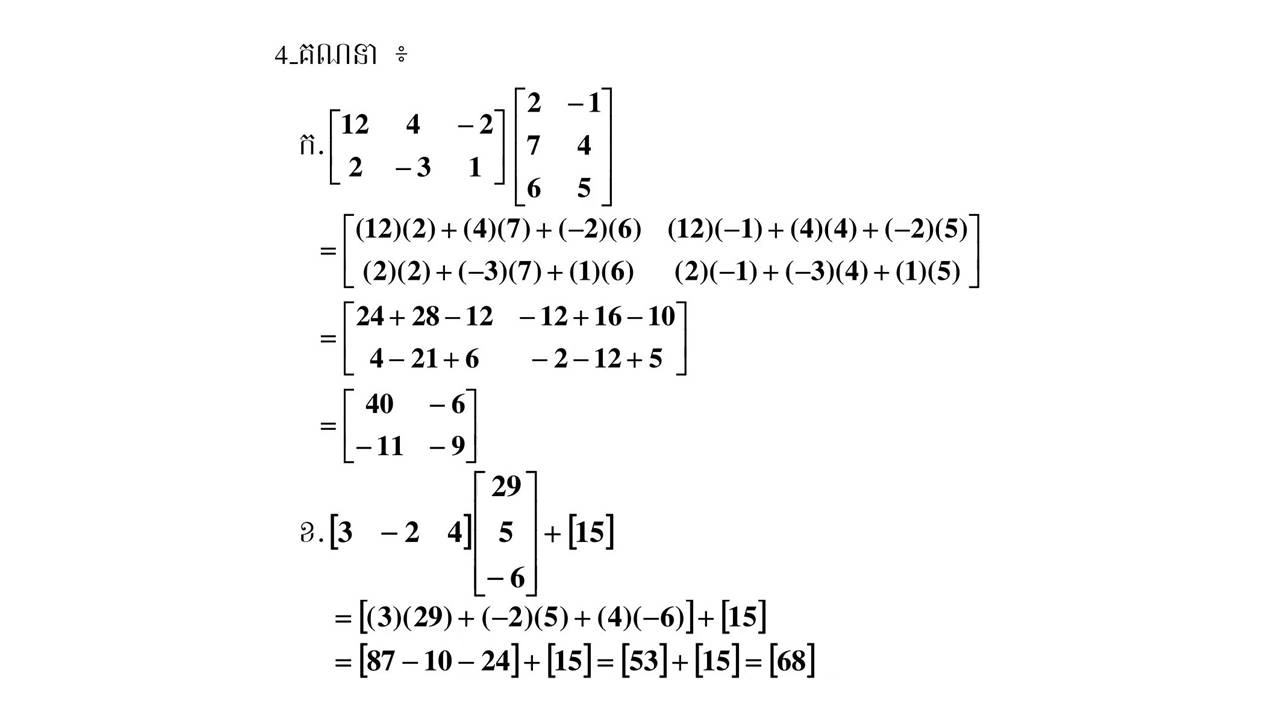 4_គណនា ៖
ក. [12 4 −2; 2 −3 1] [2 −1; 7 4; 6 5]
= [(12)(2)+(4)(7)+(−2)(6) (12)(−1)+(4)(4)+(−2)(5); (2)(2)+(−3)(7)+(1)(6) (2)(−1)+(−3)(4)+(1)(5)]
= [24+28−12 −12+16−10; 4−21+6 −2−12+5]
= [40 −6; −11 −9]
ខ. [3 −2 4] [29; 5; −6] + [15]
= [(3)(29)+(−2)(5)+(4)(−6)]+[15]
= [87−10−24]+[15]=[53]+[15]=[68]